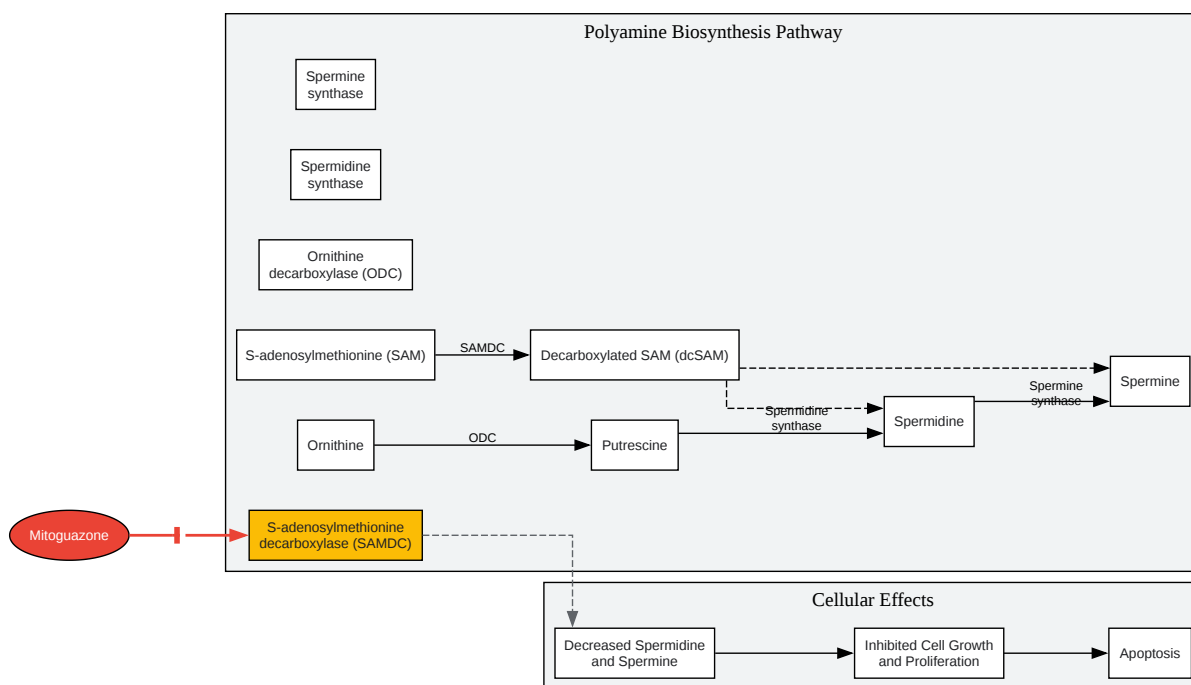 Polyamine Biosynthesis Pathway
Spermine
synthase
Spermidine
synthase
Ornithine
decarboxylase (ODC)
S-adenosylmethionine (SAM)
SAMDC
Decarboxylated SAM (dcSAM)
Spermine
Spermine
synthase
Spermidine
Spermidine
synthase
Ornithine
ODC
Putrescine
Mitoguazone
S-adenosylmethionine
decarboxylase (SAMDC)
Cellular Effects
Decreased Spermidine
and Spermine
Inhibited Cell Growth
and Proliferation
Apoptosis